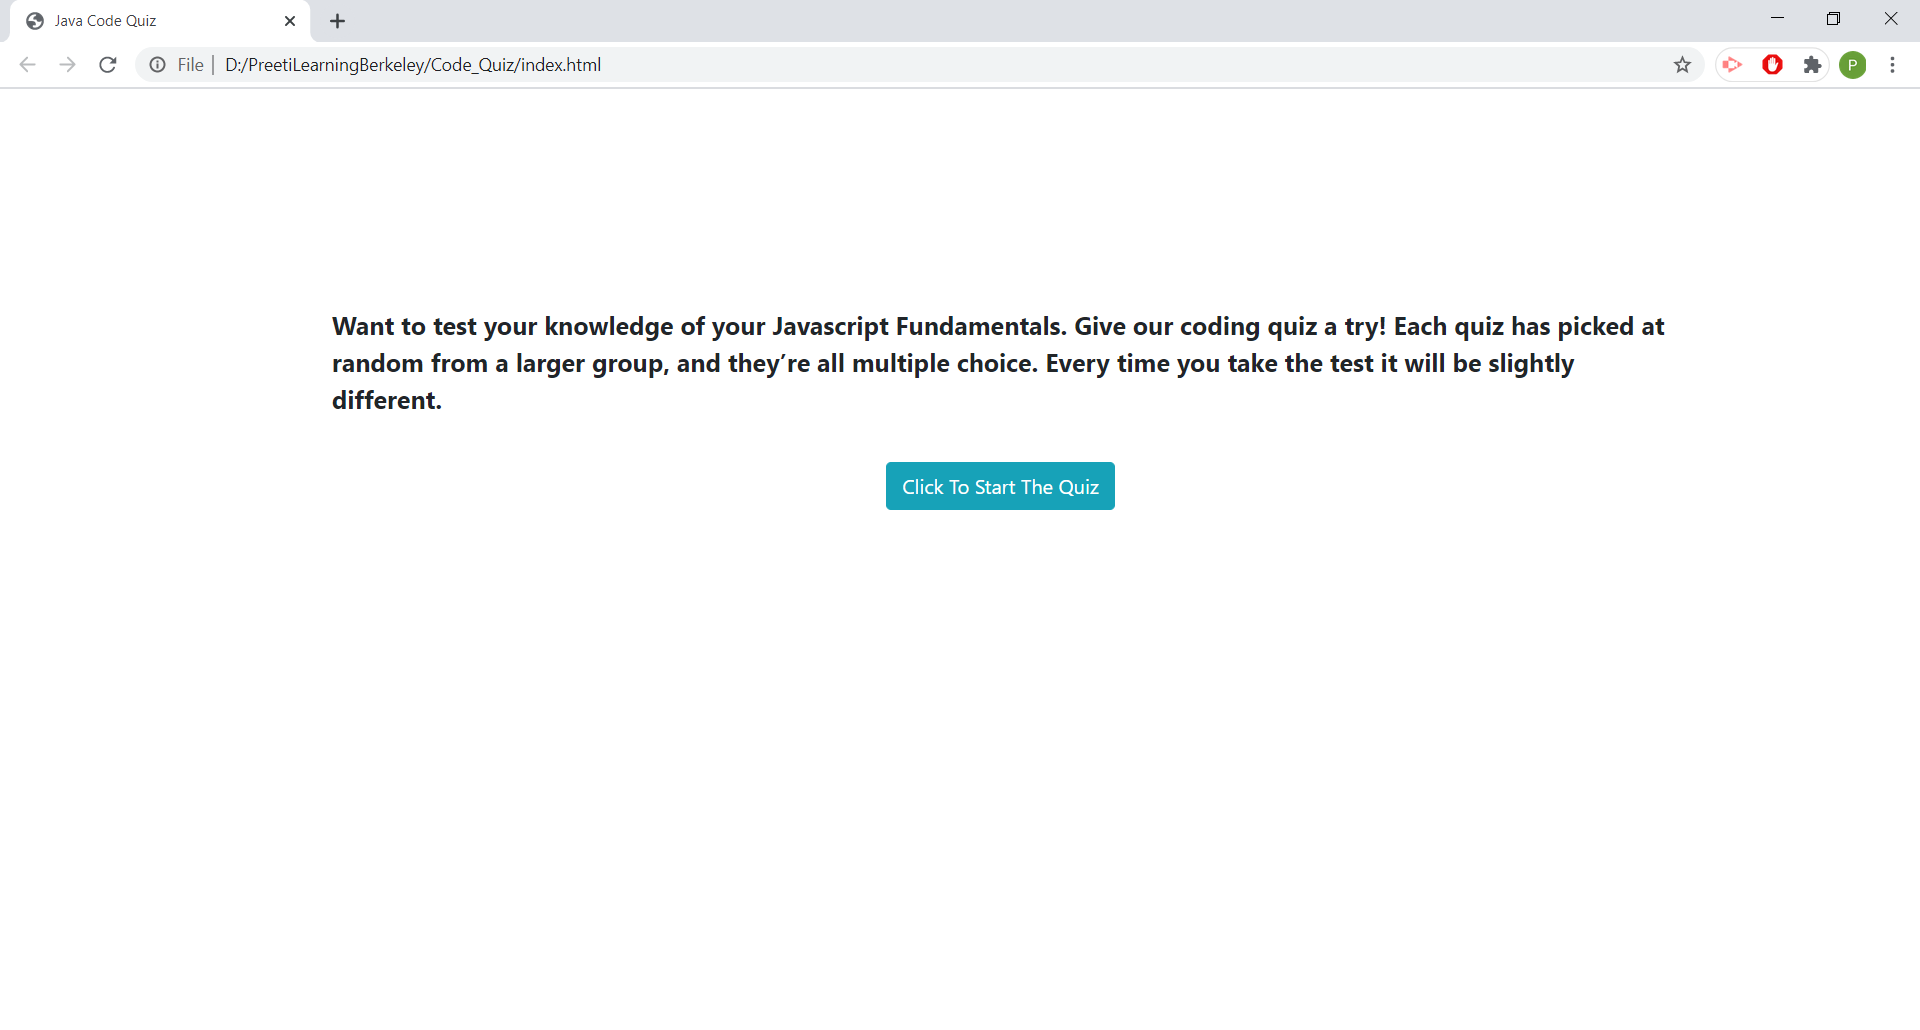 Java Code Quiz
File | D:/PreetiLearningBerkeley/Code_Quiz/index.html
P
Want to test your knowledge of your Javascript Fundamentals. Give our coding quiz a try! Each quiz has picked at
random from a larger group, and they’re all multiple choice. Every time you take the test it will be slightly
different.
Click To Start The Quiz